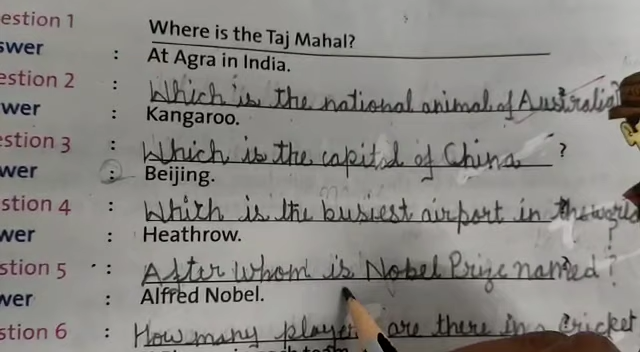 estion 1 Where is the Taj Mahal?
swer : At Agra in India.
estion 2 : Which is the national animal of Australia?
wer : Kangaroo.
stion 3 : Which is the capital of China ?
wer : Beijing.
stion 4 : Which is the busiest airport in the world
wer : Heathrow.
stion 5 : After whom is Nobel Prize named?
wer : Alfred Nobel.
stion 6 : How many player are there in a cricket